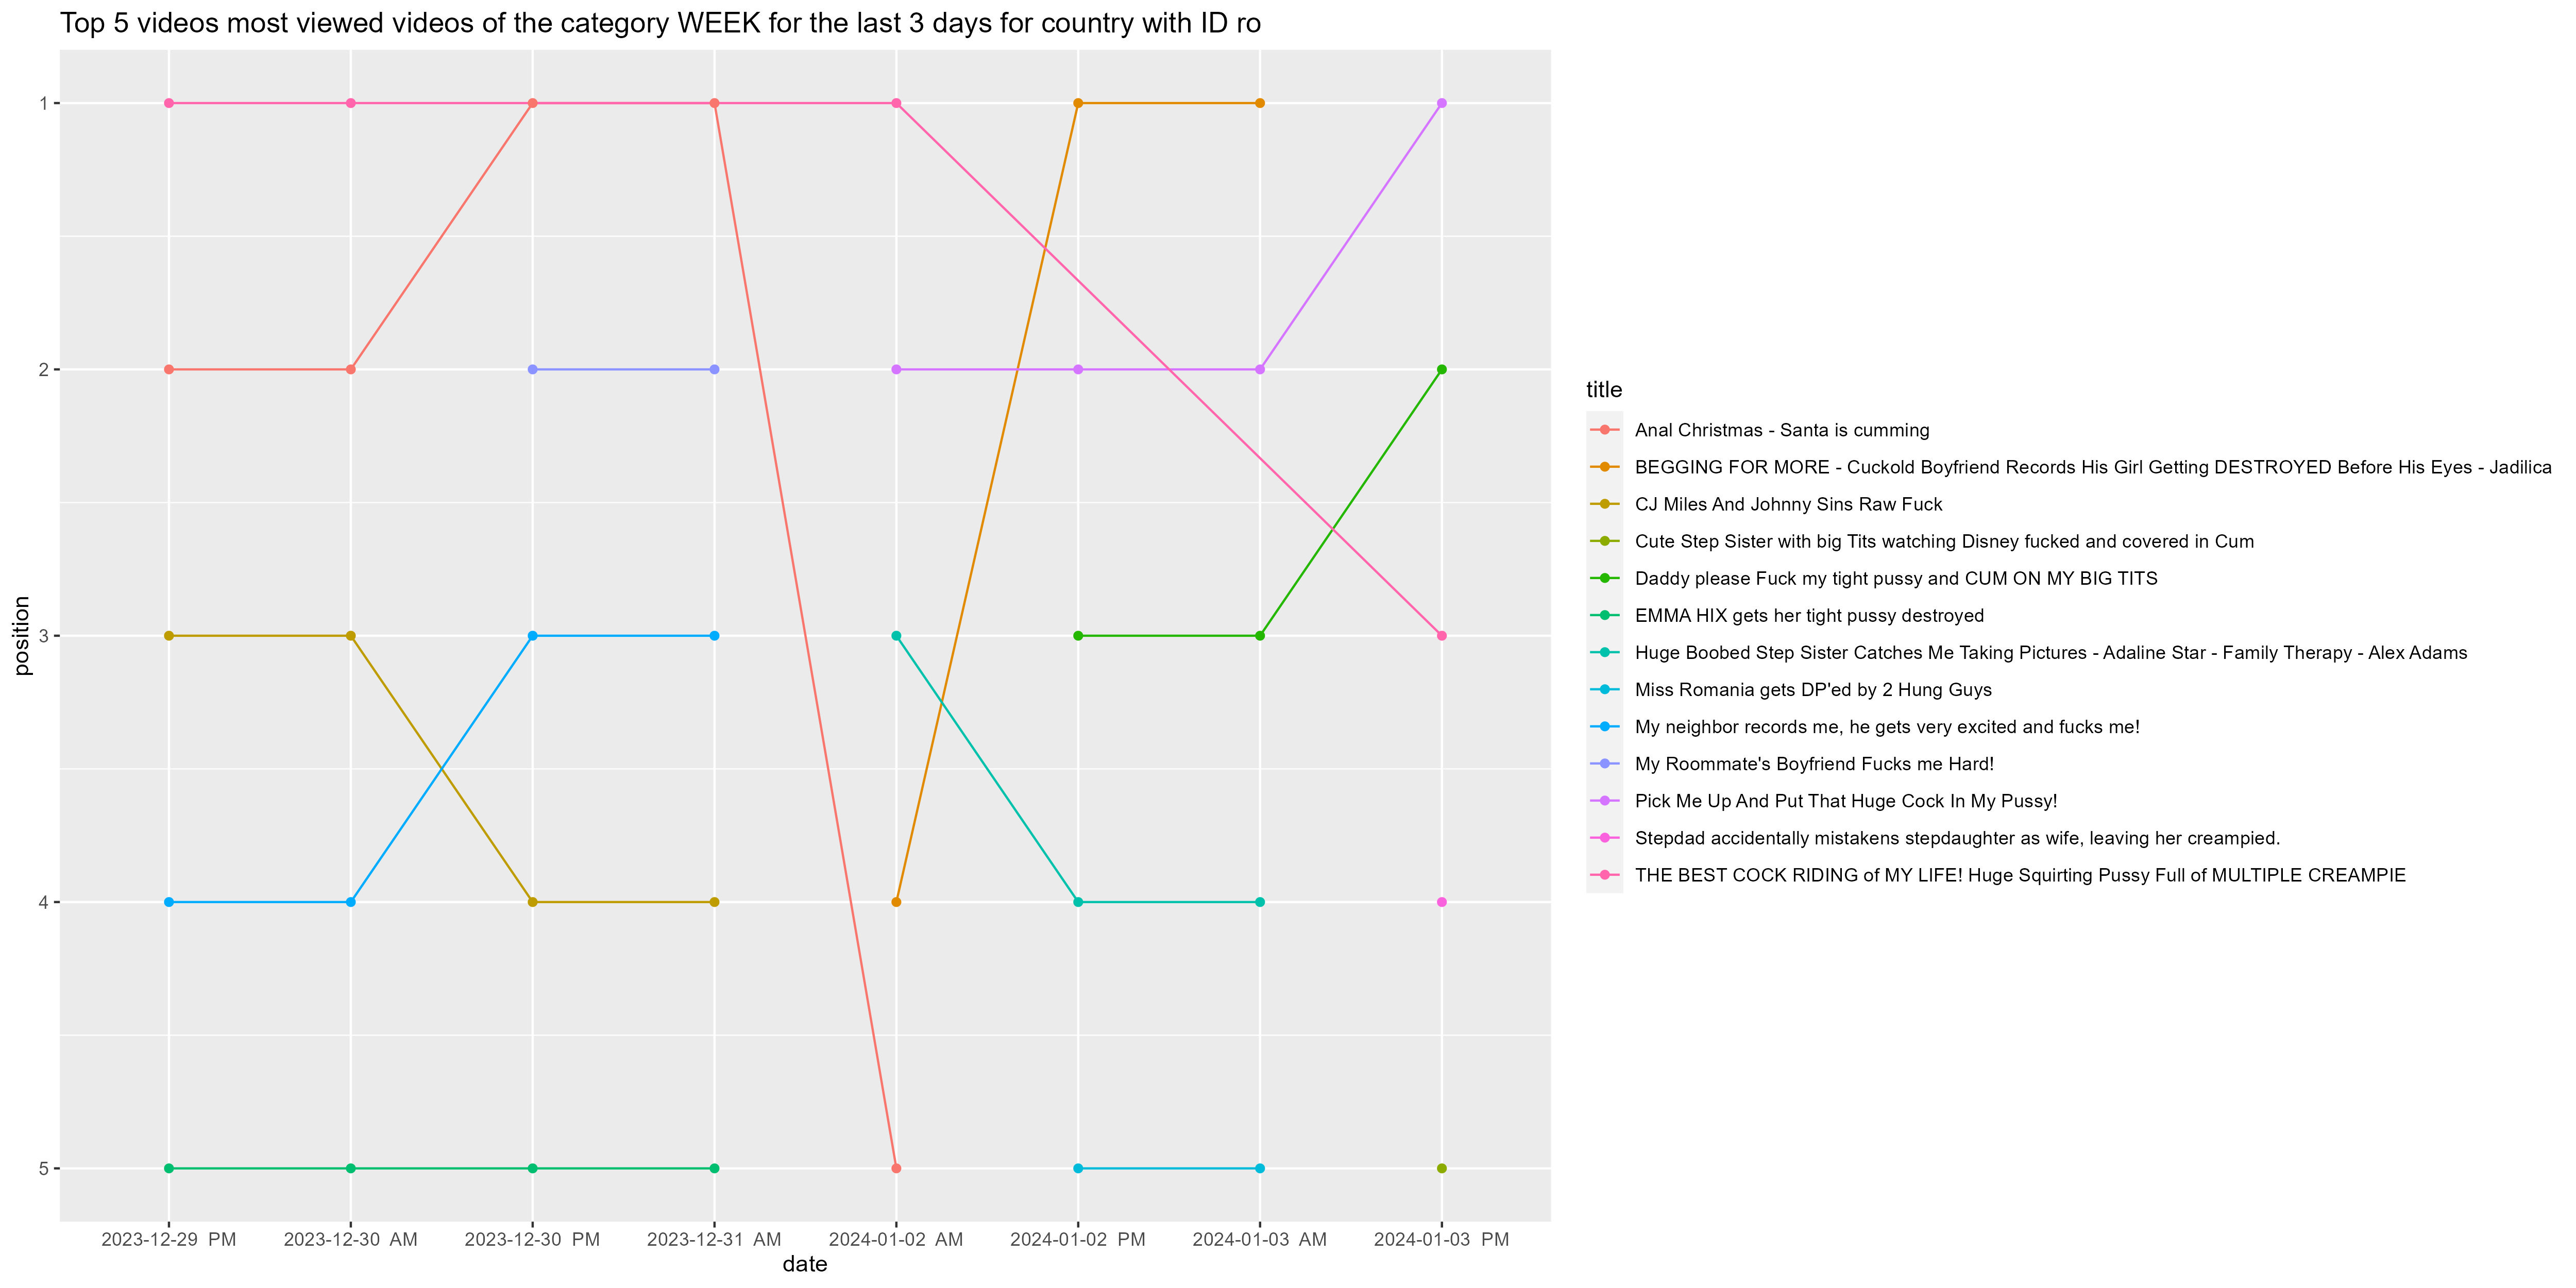 Top 5 videos most viewed videos of the category WEEK for the last 3 days for country with ID ro
position
1
2
3
4
5
2023-12-29 PM
2023-12-30 AM
2023-12-30 PM
2023-12-31 AM
2024-01-02 AM
2024-01-02 PM
2024-01-03 AM
2024-01-03 PM
date
title
Anal Christmas - Santa is cumming
BEGGING FOR MORE - Cuckold Boyfriend Records His Girl Getting DESTROYED Before His Eyes - Jadilica
CJ Miles And Johnny Sins Raw Fuck
Cute Step Sister with big Tits watching Disney fucked and covered in Cum
Daddy please Fuck my tight pussy and CUM ON MY BIG TITS
EMMA HIX gets her tight pussy destroyed
Huge Boobed Step Sister Catches Me Taking Pictures - Adaline Star - Family Therapy - Alex Adams
Miss Romania gets DP'ed by 2 Hung Guys
My neighbor records me, he gets very excited and fucks me!
My Roommate's Boyfriend Fucks me Hard!
Pick Me Up And Put That Huge Cock In My Pussy!
Stepdad accidentally mistakens stepdaughter as wife, leaving her creampied.
THE BEST COCK RIDING of MY LIFE! Huge Squirting Pussy Full of MULTIPLE CREAMPIE